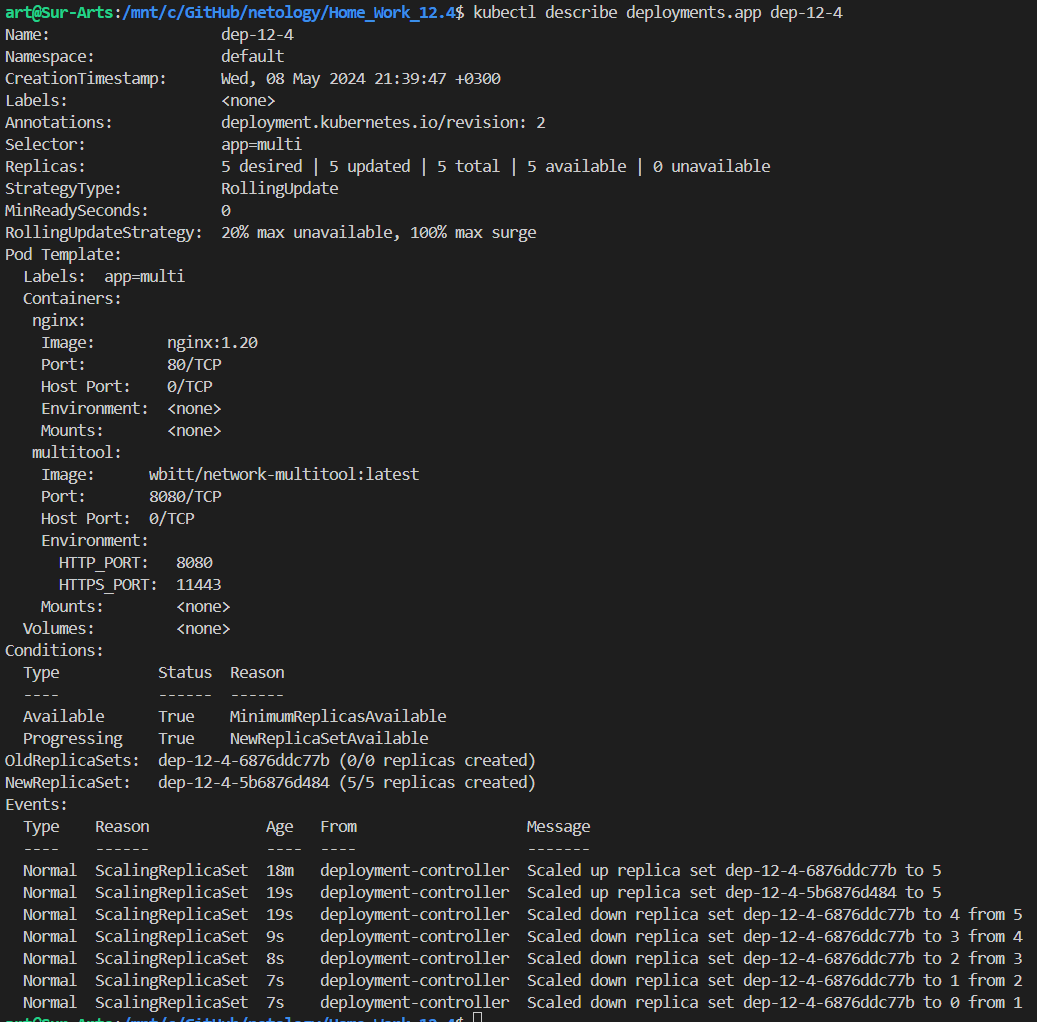 art@Sur-Arts:/mnt/c/GitHub/netology/Home_Work_12.4$ kubectl describe deployments.app dep-12-4
Name:                   dep-12-4
Namespace:              default
CreationTimestamp:      Wed, 08 May 2024 21:39:47 +0300
Labels:                 <none>
Annotations:            deployment.kubernetes.io/revision: 2
Selector:               app=multi
Replicas:               5 desired | 5 updated | 5 total | 5 available | 0 unavailable
StrategyType:           RollingUpdate
MinReadySeconds:        0
RollingUpdateStrategy:  20% max unavailable, 100% max surge
Pod Template:
  Labels:  app=multi
  Containers:
   nginx:
    Image:        nginx:1.20
    Port:         80/TCP
    Host Port:    0/TCP
    Environment:  <none>
    Mounts:       <none>
   multitool:
    Image:      wbitt/network-multitool:latest
    Port:       8080/TCP
    Host Port:  0/TCP
    Environment:
      HTTP_PORT:   8080
      HTTPS_PORT:  11443
    Mounts:        <none>
  Volumes:         <none>
Conditions:
  Type           Status  Reason
  ----           ------  ------
  Available      True    MinimumReplicasAvailable
  Progressing    True    NewReplicaSetAvailable
OldReplicaSets:  dep-12-4-6876ddc77b (0/0 replicas created)
NewReplicaSet:   dep-12-4-5b6876d484 (5/5 replicas created)
Events:
  Type    Reason             Age   From                   Message
  ----    ------             ----  ----                   -------
  Normal  ScalingReplicaSet  18m   deployment-controller  Scaled up replica set dep-12-4-6876ddc77b to 5
  Normal  ScalingReplicaSet  19s   deployment-controller  Scaled up replica set dep-12-4-5b6876d484 to 5
  Normal  ScalingReplicaSet  19s   deployment-controller  Scaled down replica set dep-12-4-6876ddc77b to 4 from 5
  Normal  ScalingReplicaSet  9s    deployment-controller  Scaled down replica set dep-12-4-6876ddc77b to 3 from 4
  Normal  ScalingReplicaSet  8s    deployment-controller  Scaled down replica set dep-12-4-6876ddc77b to 2 from 3
  Normal  ScalingReplicaSet  7s    deployment-controller  Scaled down replica set dep-12-4-6876ddc77b to 1 from 2
  Normal  ScalingReplicaSet  7s    deployment-controller  Scaled down replica set dep-12-4-6876ddc77b to 0 from 1
art@Sur-Arts:/mnt/c/GitHub/netology/Home_Work_12.4$